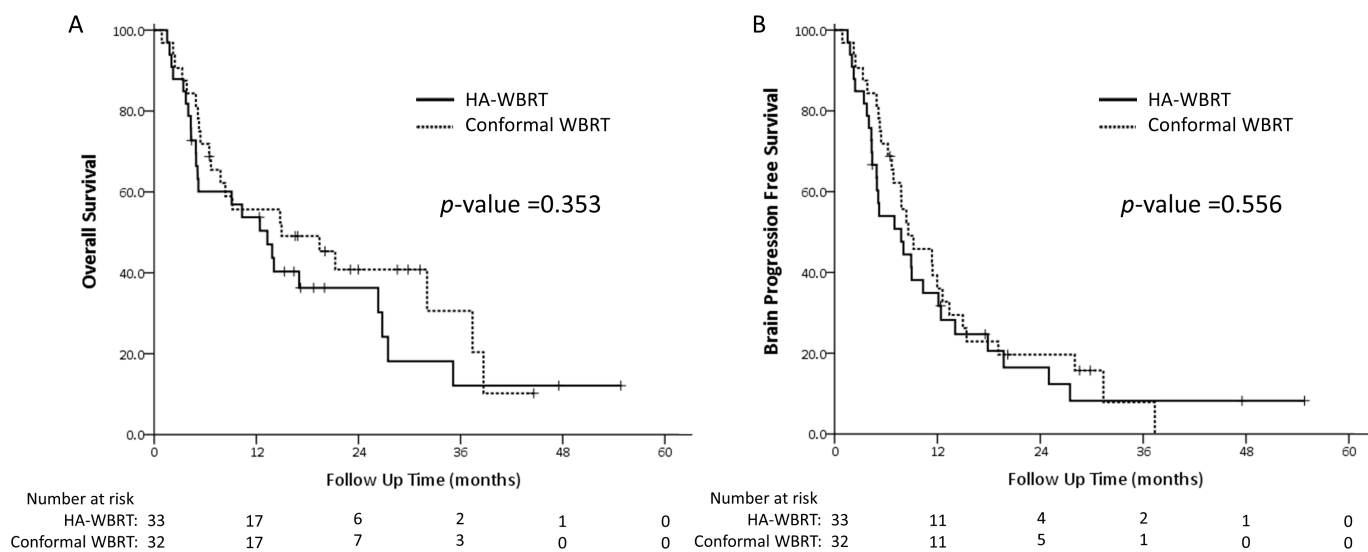 A
100.0
80.0
60.0
40.0
20.0
0.0
Overall Survival
HA-WBRT
Conformal WBRT
p-value =0.353
0 12 24 36 48 60
Follow Up Time (months)
Number at risk
HA-WBRT: 33 17 6 2 1 0
Conformal WBRT: 32 17 7 3 0 0
B
100.0
80.0
60.0
40.0
20.0
0.0
Brain Progression Free Survival
HA-WBRT
Conformal WBRT
p-value =0.556
0 12 24 36 48 60
Follow Up Time (months)
Number at risk
HA-WBRT: 33 11 4 2 1 0
Conformal WBRT: 32 11 5 1 0 0